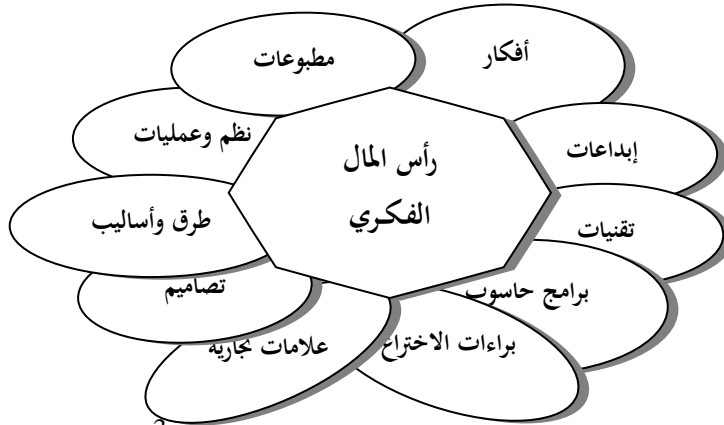 أفكار
مطبوعات
إبداعات
نظم وعمليات
رأس المال
الفكري
تقنيات
طرق وأساليب
برامج حاسوب
تصاميم
براءات الاختراع
علامات تجارية